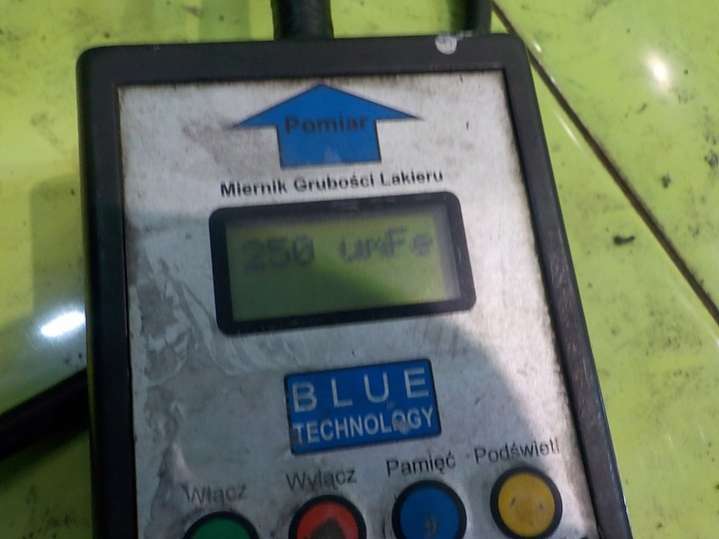 Pomiar
Miernik Grubości Lakieru
250 umFe
BLUE
TECHNOLOGY
Włącz Wyłącz Pamięć Podświetl